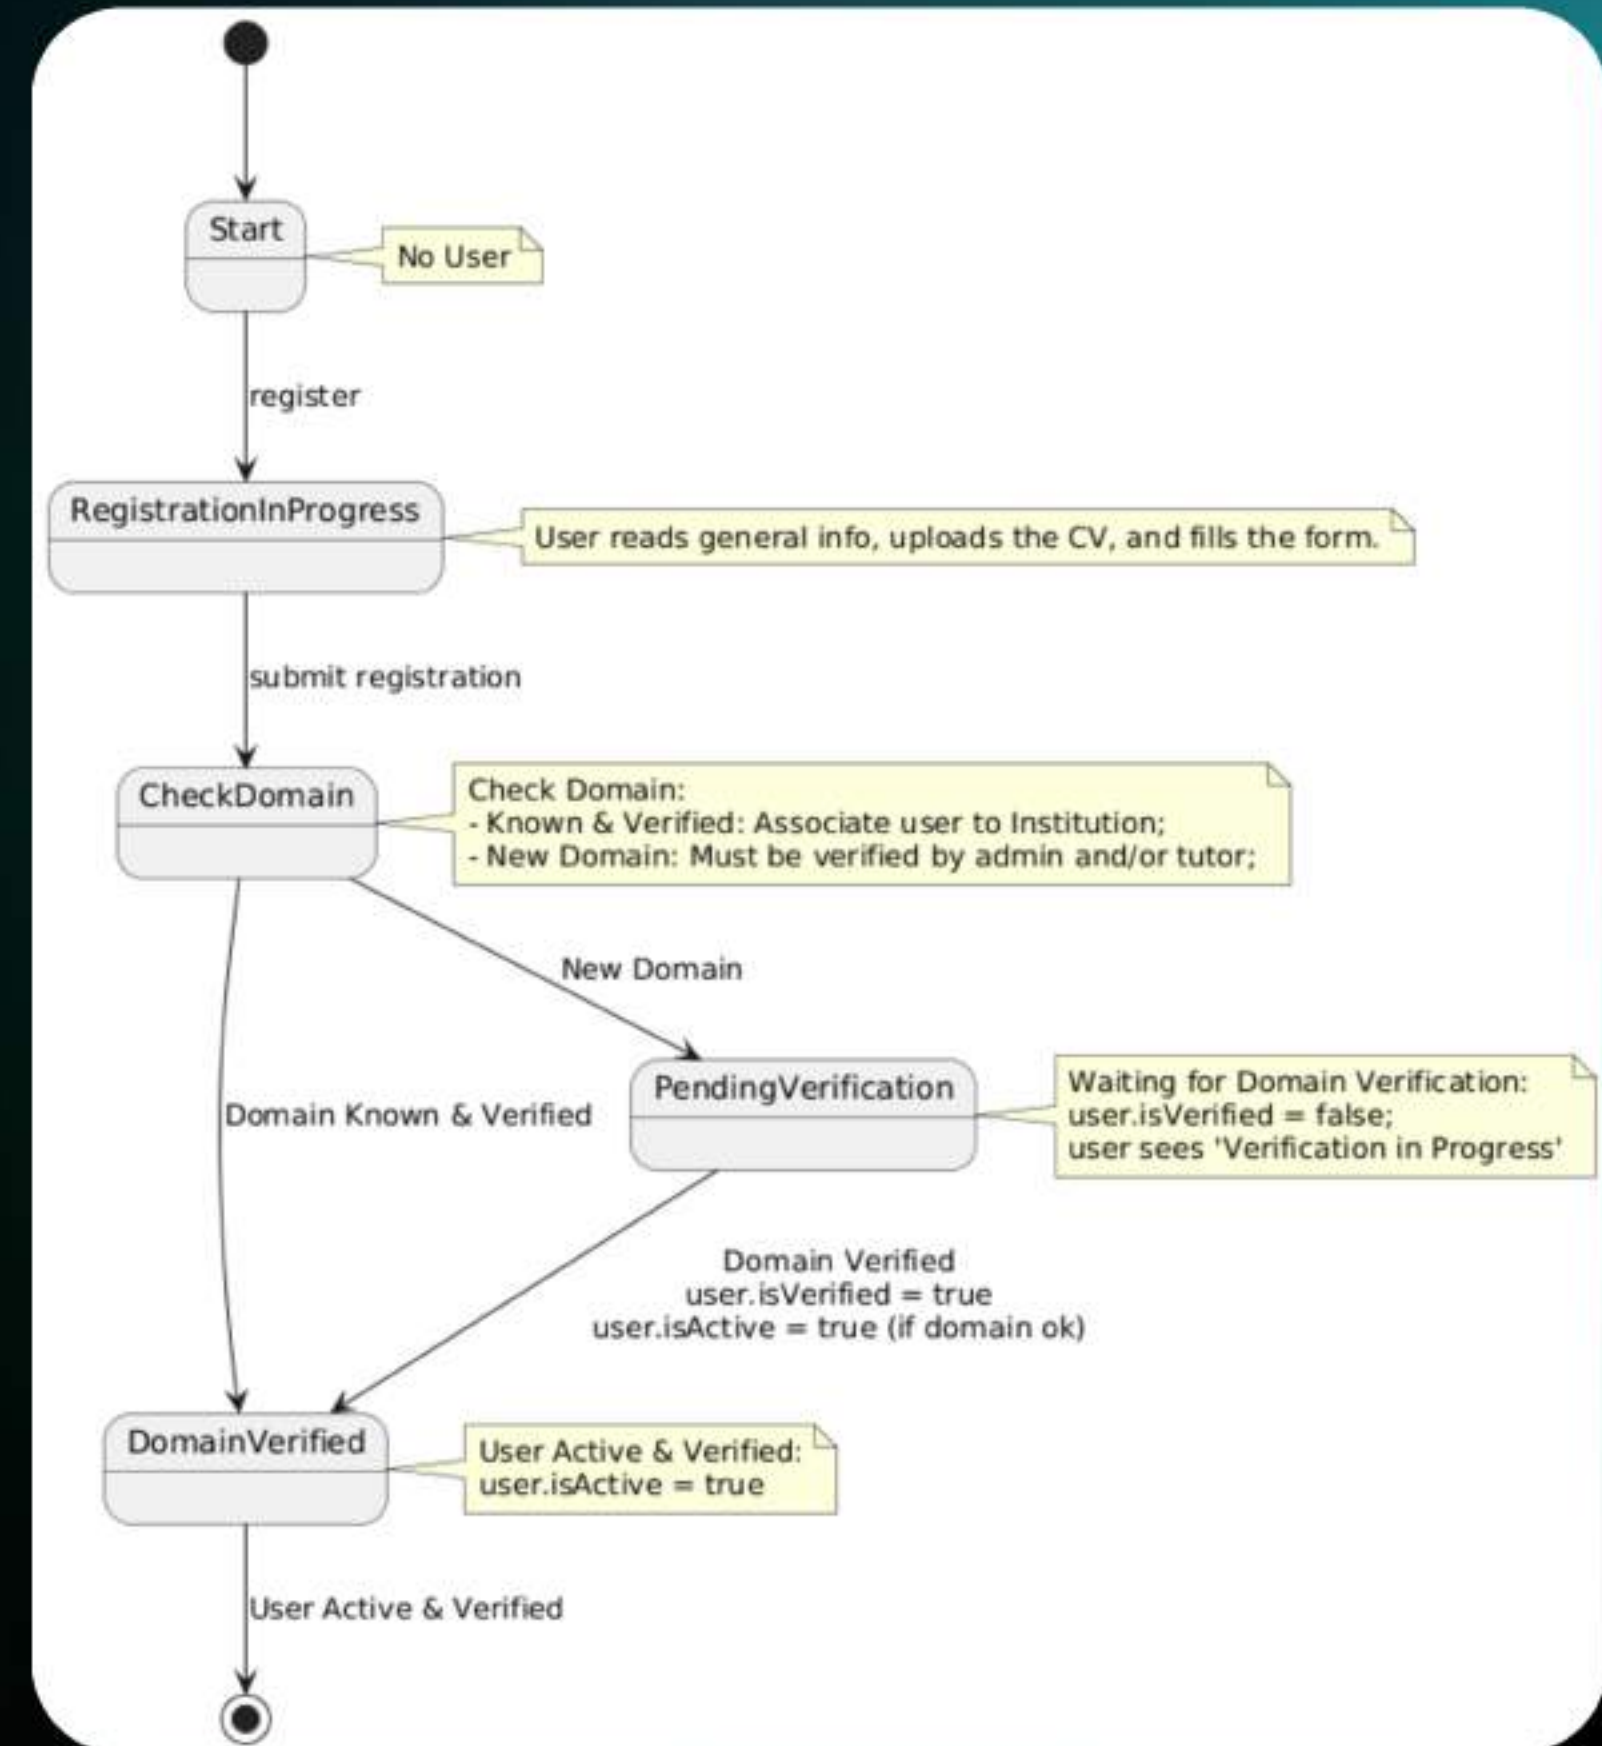 Start
No User
register
RegistrationInProgress
User reads general info, uploads the CV, and fills the form.
submit registration
CheckDomain
Check Domain:
- Known & Verified: Associate user to Institution;
- New Domain: Must be verified by admin and/or tutor;
New Domain
Domain Known & Verified
PendingVerification
Waiting for Domain Verification:
user.isVerified = false;
user sees 'Verification in Progress'
Domain Verified
user.isVerified = true
user.isActive = true (if domain ok)
DomainVerified
User Active & Verified:
user.isActive = true
User Active & Verified